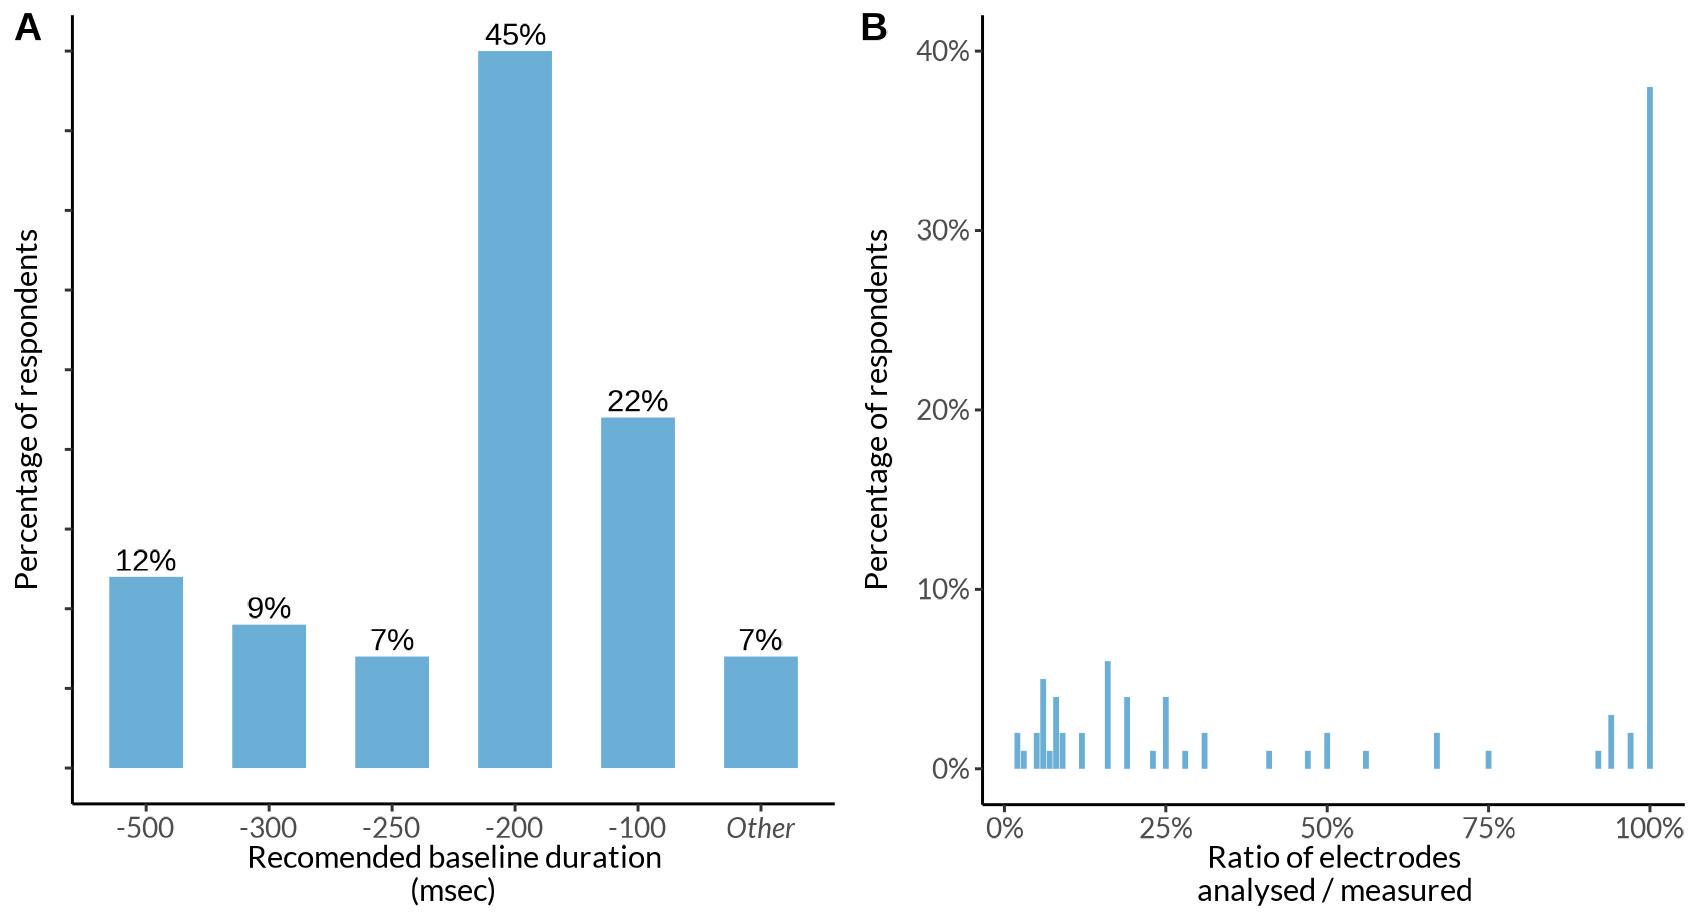 A
Percentage of respondents
45%
22%
12%
9%
7%
7%
-500 -300 -250 -200 -100 Other
Recomended baseline duration
(msec)
B
Percentage of respondents
40%
30%
20%
10%
0%
0% 25% 50% 75% 100%
Ratio of electrodes
analysed / measured